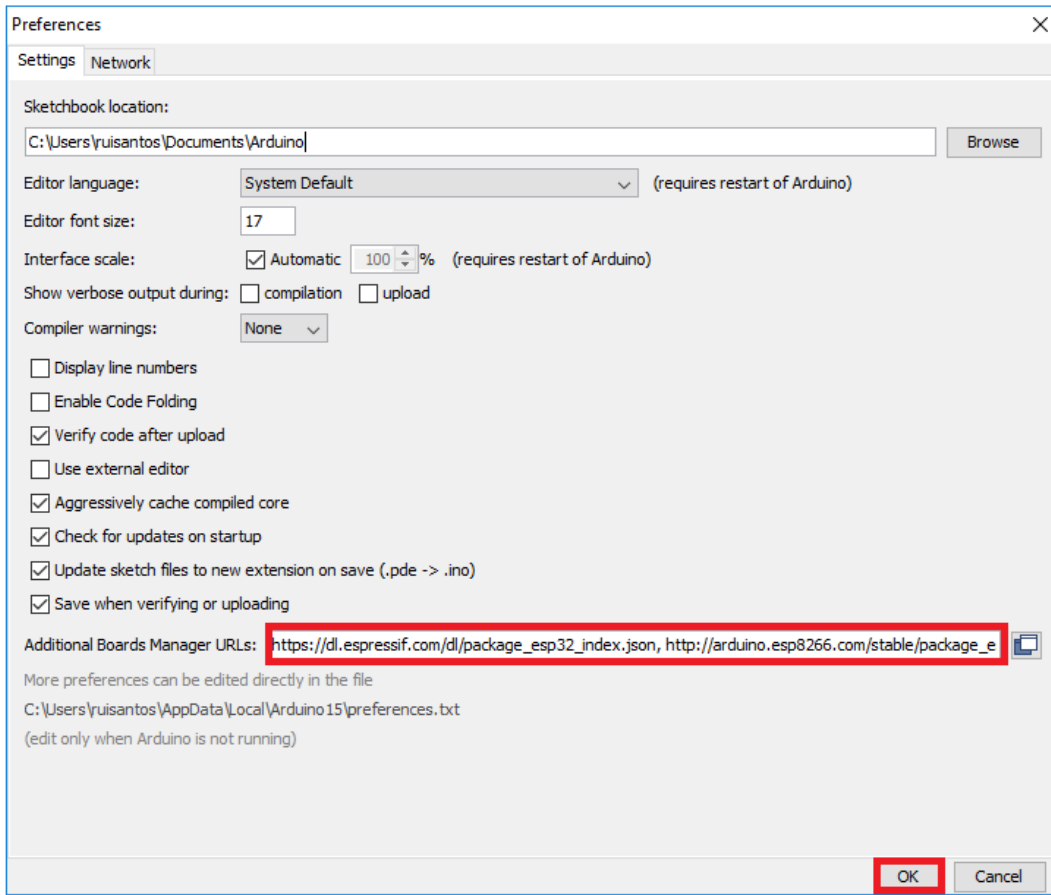 Preferences
Settings Network
Sketchbook location:
C:\Users\ruisantos\Documents\Arduino Browse
Editor language: System Default (requires restart of Arduino)
Editor font size: 17
Interface scale: Automatic 100 % (requires restart of Arduino)
Show verbose output during: compilation upload
Compiler warnings: None
Display line numbers
Enable Code Folding
Verify code after upload
Use external editor
Aggressively cache compiled core
Check for updates on startup
Update sketch files to new extension on save (.pde -> .ino)
Save when verifying or uploading
Additional Boards Manager URLs: https://dl.espressif.com/dl/package_esp32_index.json, http://arduino.esp8266.com/stable/package_e
More preferences can be edited directly in the file
C:\Users\ruisantos\AppData\Local\Arduino15\preferences.txt
(edit only when Arduino is not running)
OK Cancel